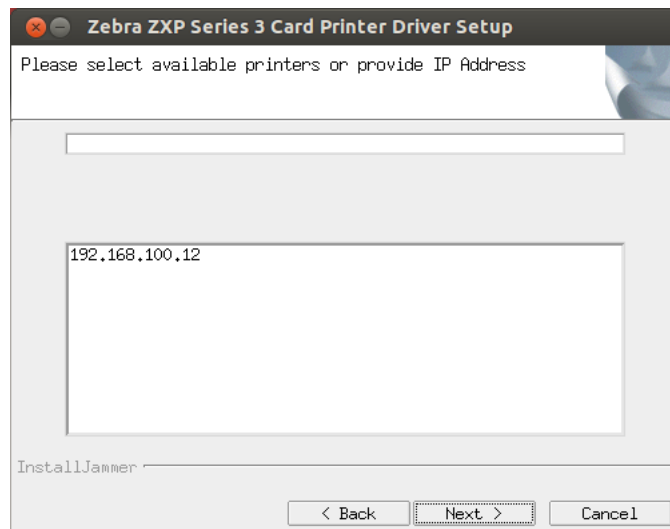 Zebra ZXP Series 3 Card Printer Driver Setup
Please select available printers or provide IP Address
192.168.100.12
InstallJammer
< Back Next > Cancel